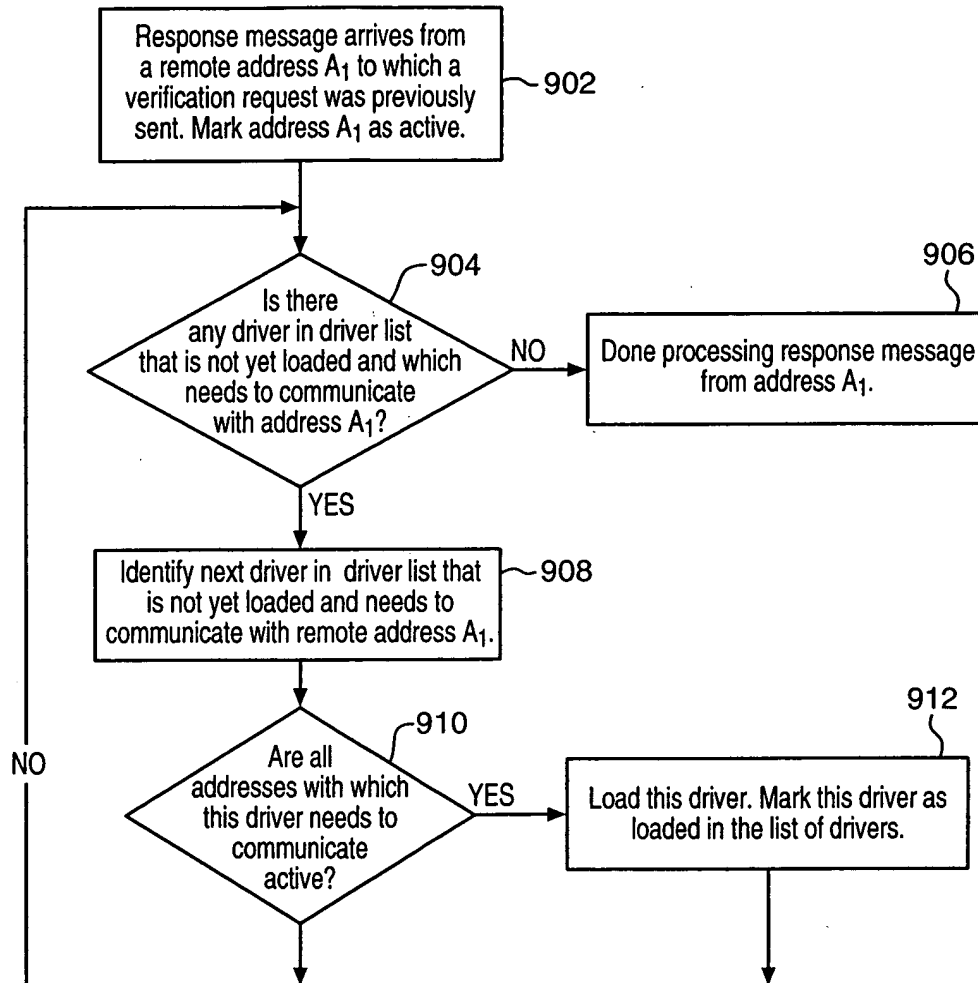 Response message arrives from
a remote address A₁ to which a
verification request was previously
sent. Mark address A₁ as active.
902
904
Is there
any driver in driver list
that is not yet loaded and which
needs to communicate
with address A₁?
NO
906
Done processing response message
from address A₁.
YES
Identify next driver in driver list that
is not yet loaded and needs to
communicate with remote address A₁.
908
910
Are all
addresses with which
this driver needs to
communicate
active?
YES
912
Load this driver. Mark this driver as
loaded in the list of drivers.
NO